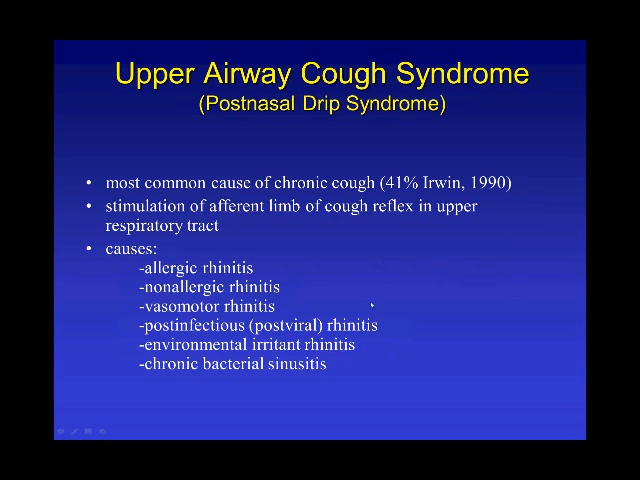 Upper Airway Cough Syndrome
(Postnasal Drip Syndrome)
• most common cause of chronic cough (41% Irwin, 1990)
• stimulation of afferent limb of cough reflex in upper
respiratory tract
• causes:
-allergic rhinitis
-nonallergic rhinitis
-vasomotor rhinitis
-postinfectious (postviral) rhinitis
-environmental irritant rhinitis
-chronic bacterial sinusitis